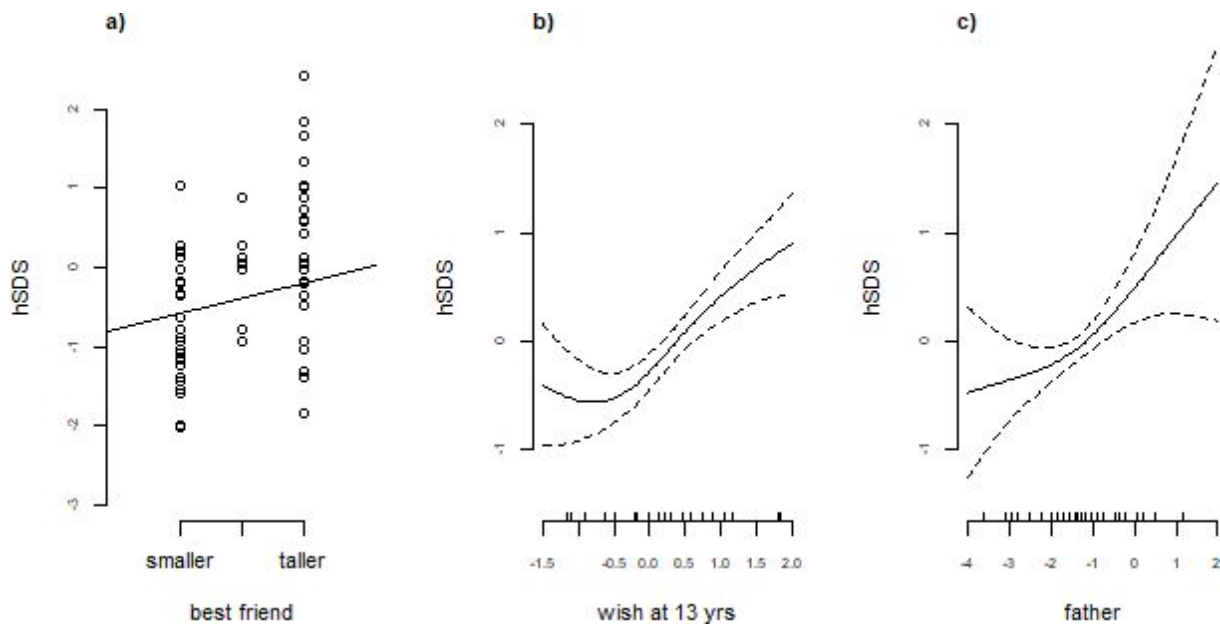 a)
hSDS
2
1
0
-1
-2
-3
smaller taller
best friend
b)
hSDS
2
1
0
-1
-1.5 -0.5 0.0 0.5 1.0 1.5 2.0
wish at 13 yrs
c)
hSDS
2
1
0
-1
-4 -3 -2 -1 0 1 2
father